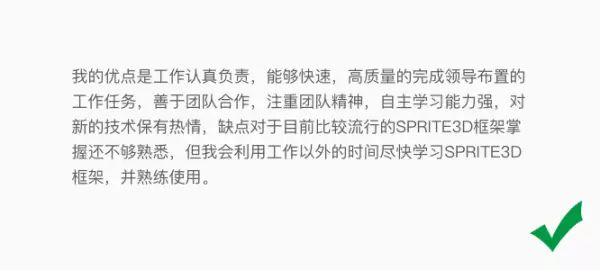 我的优点是工作认真负责，能够快速，高质量的完成领导布置的
工作任务，善于团队合作，注重团队精神，自主学习能力强，对
新的技术保有热情，缺点对于目前比较流行的SPRITE3D框架掌
握还不够熟悉，但我会利用工作以外的时间尽快学习SPRITE3D
框架，并熟练使用。